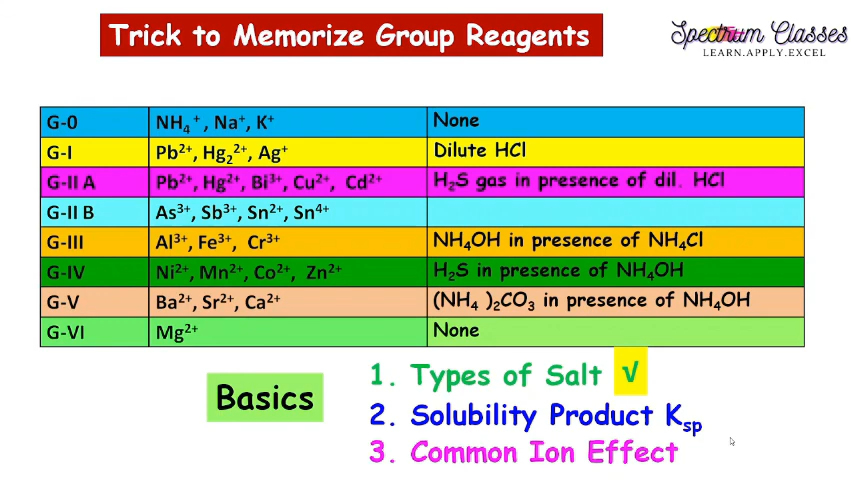 Trick to Memorize Group Reagents
Spectrum Classes
LEARN.APPLY.EXCEL
G-0 NH₄⁺, Na⁺, K⁺ None
G-I Pb²⁺, Hg₂²⁺, Ag⁺ Dilute HCl
G-II A Pb²⁺, Hg²⁺, Bi³⁺, Cu²⁺, Cd²⁺ H₂S gas in presence of dil. HCl
G-II B As³⁺, Sb³⁺, Sn²⁺, Sn⁴⁺
G-III Al³⁺, Fe³⁺, Cr³⁺ NH₄OH in presence of NH₄Cl
G-IV Ni²⁺, Mn²⁺, Co²⁺, Zn²⁺ H₂S in presence of NH₄OH
G-V Ba²⁺, Sr²⁺, Ca²⁺ (NH₄ )₂CO₃ in presence of NH₄OH
G-VI Mg²⁺ None
Basics
1. Types of Salt √
2. Solubility Product Kₛₚ
3. Common Ion Effect